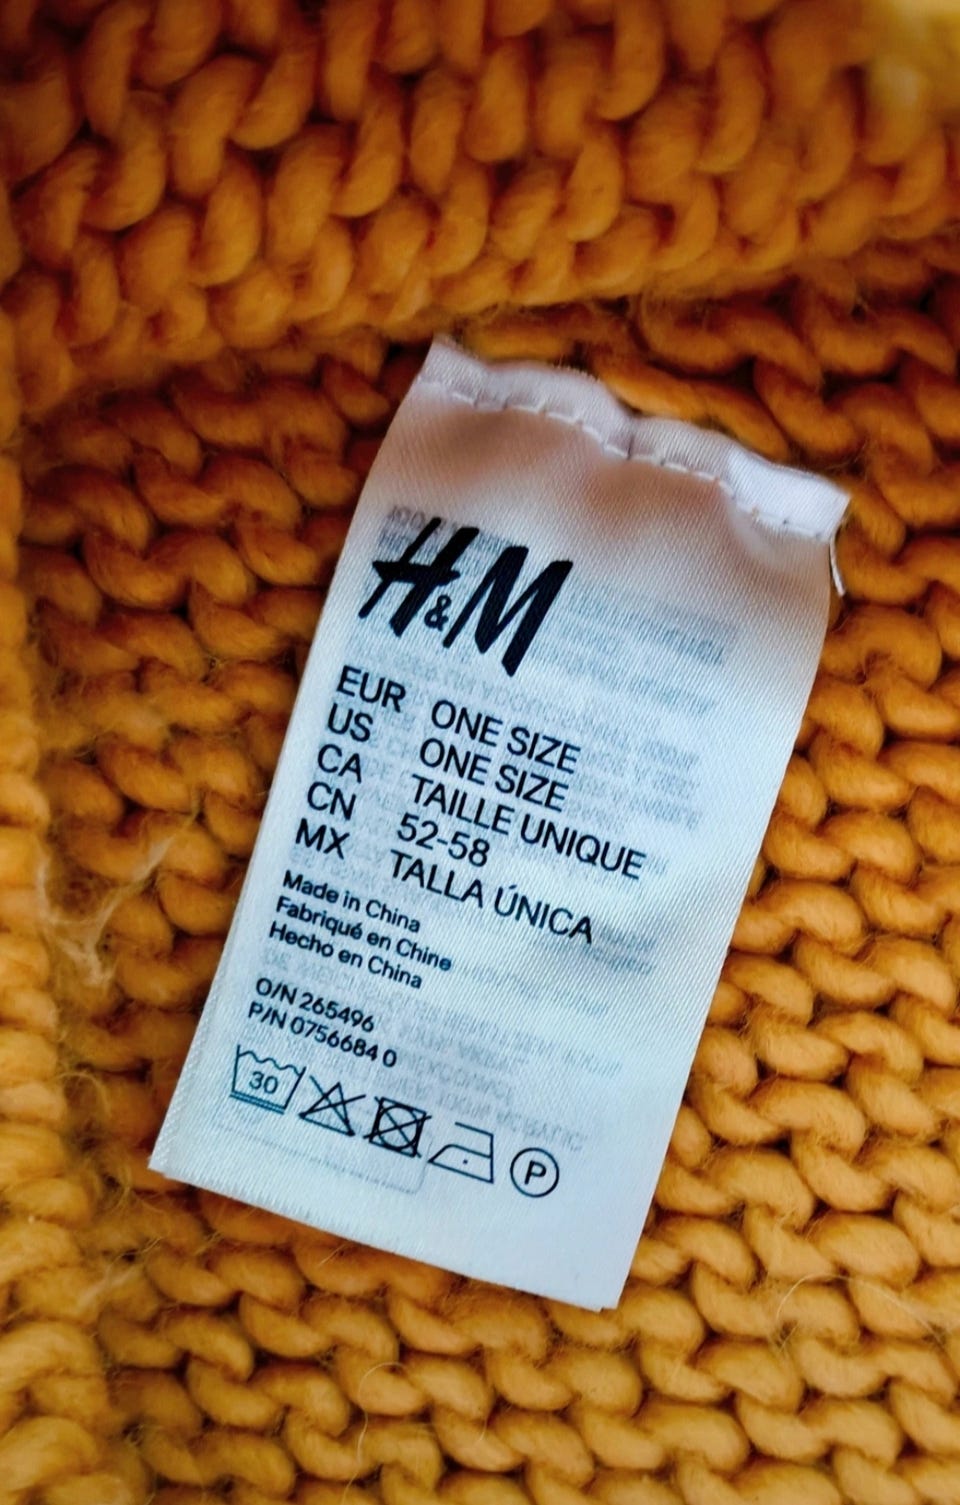 H&M
EUR ONE SIZE
US ONE SIZE
CA TAILLE UNIQUE
CN 52-58
MX TALLA ÚNICA
Made in China
Fabriqué en Chine
Hecho en China
O/N 265496
P/N 0756684 0
30
P